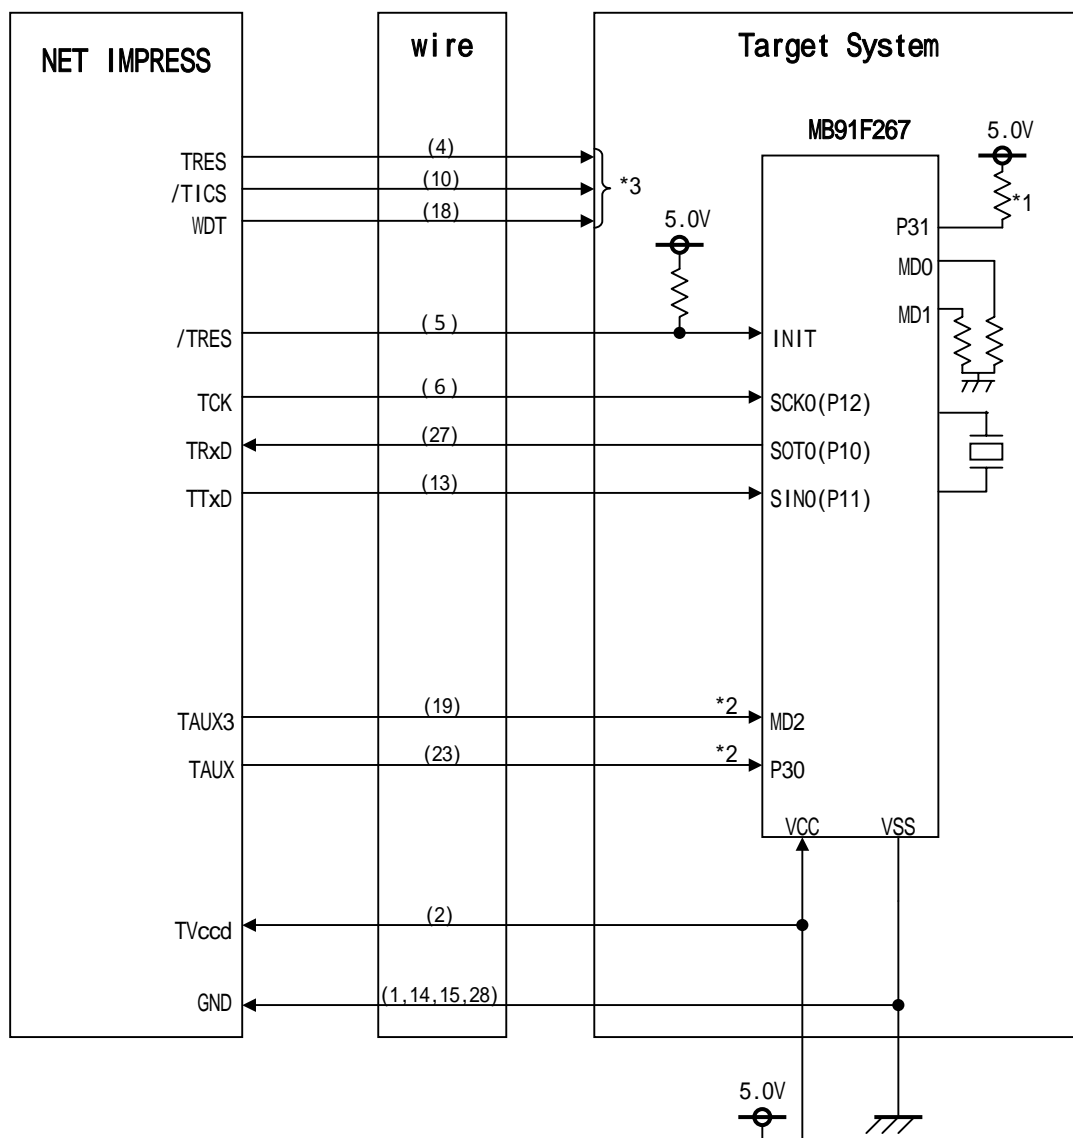 NET IMPRESS
wire
Target System
MB91F267
5.0V
TRES
(4)
/TICS
(10)
*3
WDT
(18)
*1
5.0V
P31
MD0
MD1
/TRES
(5)
INIT
TCK
(6)
SCK0(P12)
TRxD
(27)
SOT0(P10)
TTxD
(13)
SIN0(P11)
TAUX3
(19)
*2
MD2
TAUX
(23)
*2
P30
VCC
VSS
TVccd
(2)
GND
(1,14,15,28)
5.0V